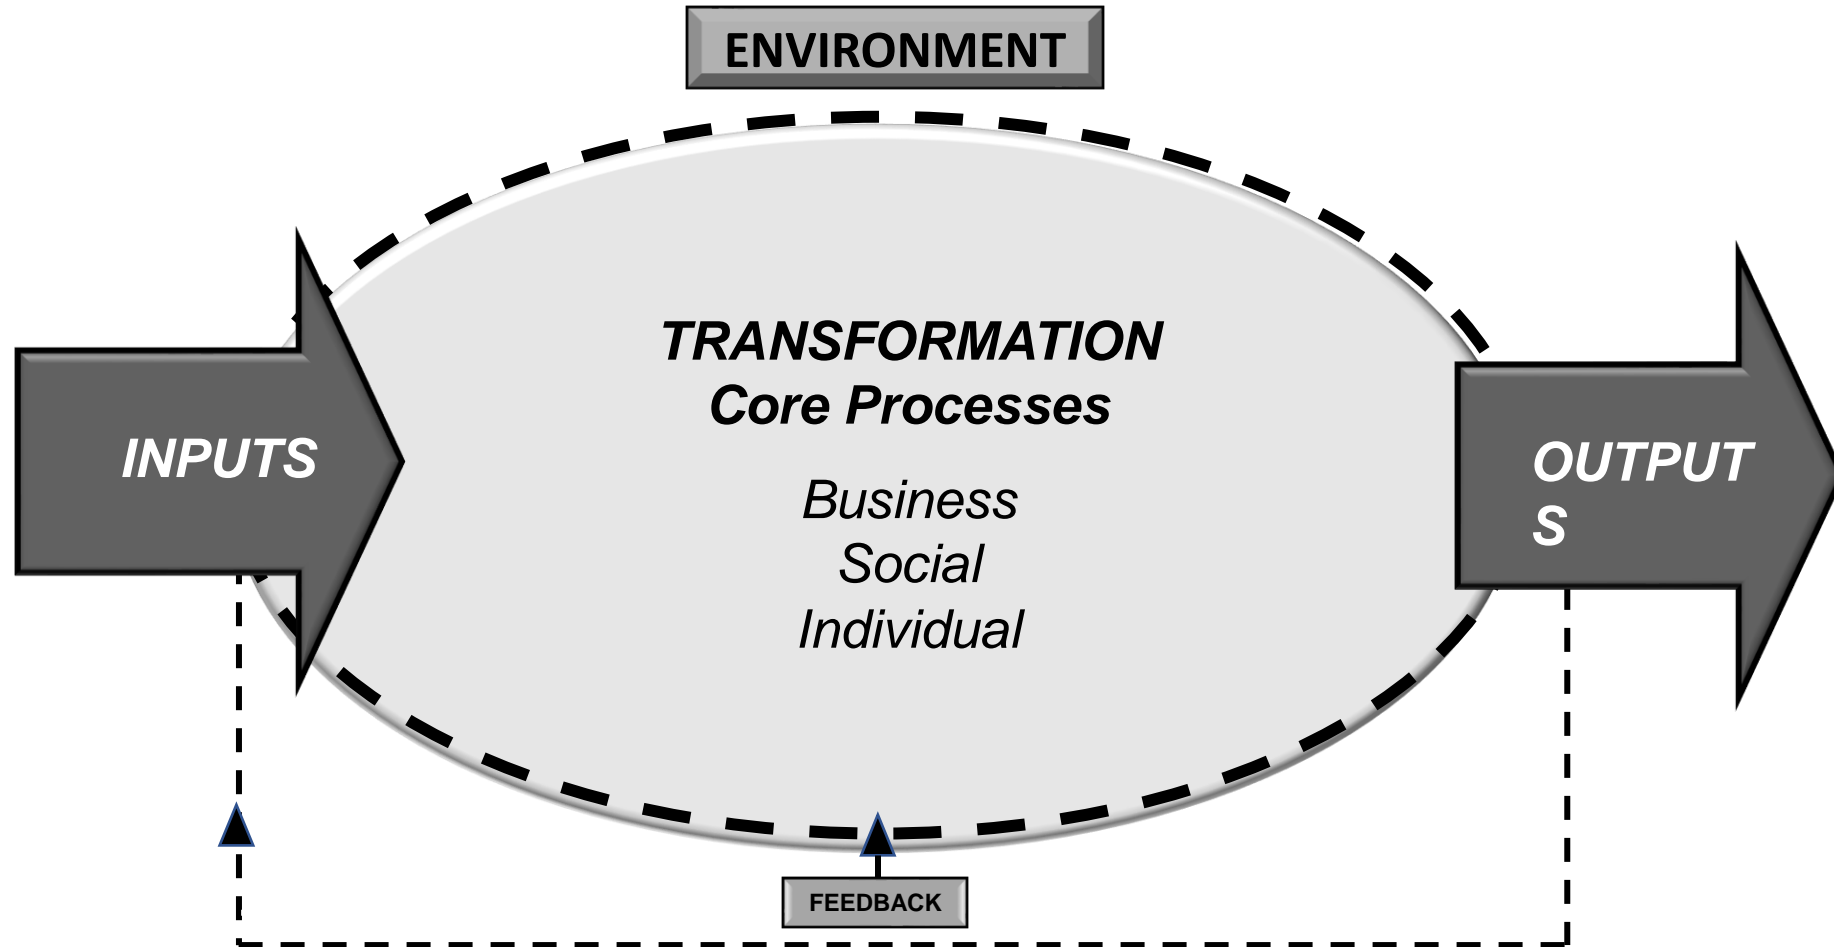 ENVIRONMENT
TRANSFORMATION
Core Processes
Business
Social
Individual
INPUTS
OUTPUT
S
FEEDBACK